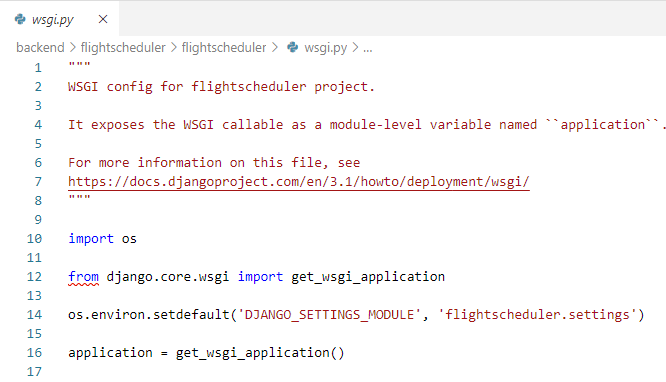 wsgi.py ×
backend > flightscheduler > flightscheduler > wsgi.py > ...
1 """
2 WSGI config for flightscheduler project.
3
4 It exposes the WSGI callable as a module-level variable named ``application``.
5
6 For more information on this file, see
7 https://docs.djangoproject.com/en/3.1/howto/deployment/wsgi/
8 """
9
10 import os
11
12 from django.core.wsgi import get_wsgi_application
13
14 os.environ.setdefault('DJANGO_SETTINGS_MODULE', 'flightscheduler.settings')
15
16 application = get_wsgi_application()
17